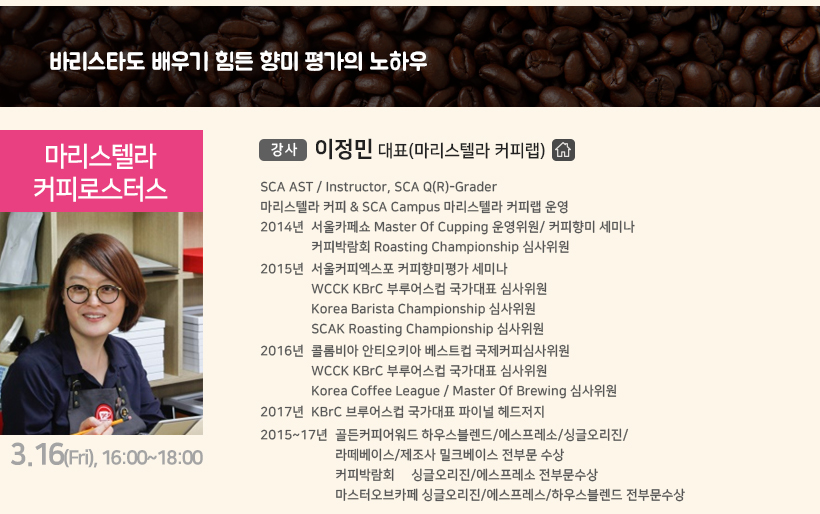 바리스타도 배우기 힘든 향미 평가의 노하우
마리스텔라
커피로스터스
3.16(Fri), 16:00~18:00
강사 이정민 대표(마리스텔라 커피랩)
SCA AST / Instructor, SCA Q(R)-Grader
마리스텔라 커피 & SCA Campus 마리스텔라 커피랩 운영
2014년 서울카페쇼 Master Of Cupping 운영위원/ 커피향미 세미나
커피박람회 Roasting Championship 심사위원
2015년 서울커피엑스포 커피향미평가 세미나
WCCK KBrC 부루어스컵 국가대표 심사위원
Korea Barista Championship 심사위원
SCAK Roasting Championship 심사위원
2016년 콜롬비아 안티오키아 베스트컵 국제커피심사위원
WCCK KBrC 부루어스컵 국가대표 심사위원
Korea Coffee League / Master Of Brewing 심사위원
2017년 KBrC 브루어스컵 국가대표 파이널 헤드저지
2015~17년 골든커피어워드 하우스블렌드/에스프레소/싱글오리진/
라떼베이스/제조사 밀크베이스 전부문 수상
커피박람회 싱글오리진/에스프레소 전부문수상
마스터오브카페 싱글오리진/에스프레스/하우스블렌드 전부문수상